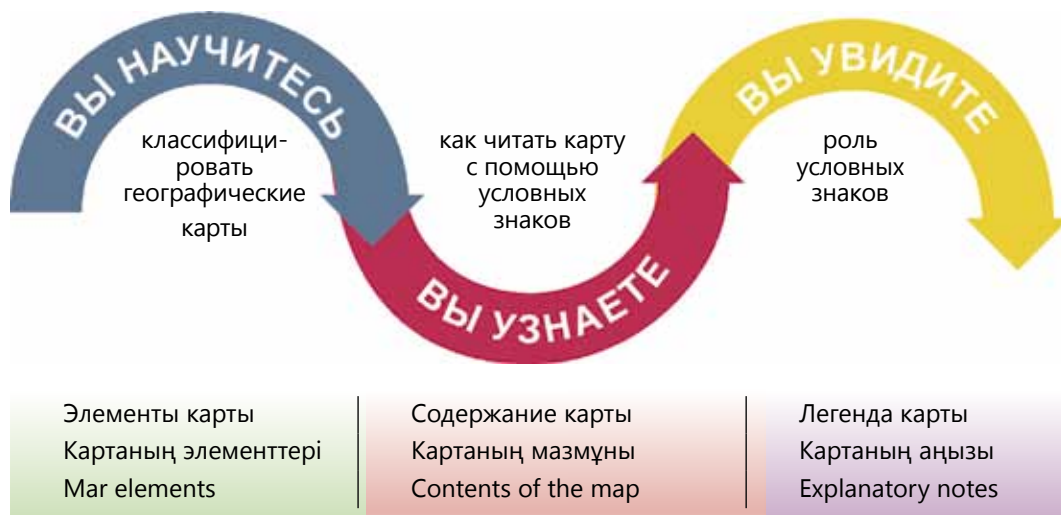 ВЫ НАУЧИТЕСЬ
классифици-
ровать
географические
карты
ВЫ УЗНАЕТЕ
как читать карту
с помощью
условных
знаков
ВЫ УВИДИТЕ
роль
условных
знаков
Элементы карты
Картаның элементтері
Mar elements
Содержание карты
Картаның мазмұны
Contents of the map
Легенда карты
Картаның аңызы
Explanatory notes